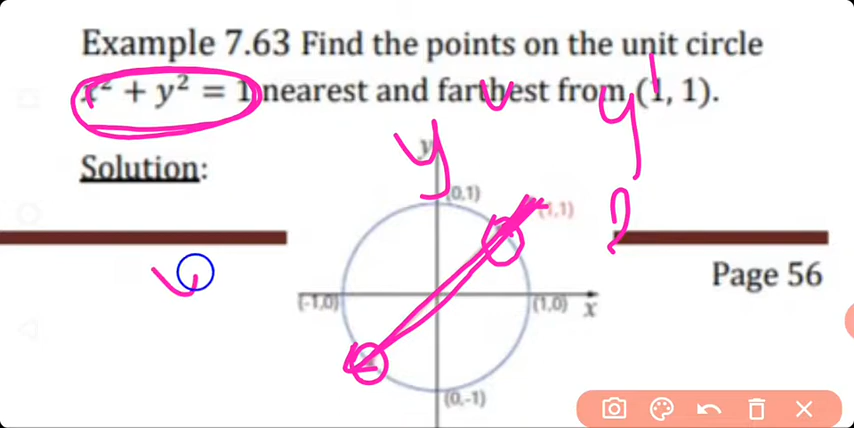 Example 7.63 Find the points on the unit circle
x² + y² = 1 nearest and farthest from (1, 1).
Solution:
y
y
(0,1)
(1,1)
(-1,0)
(1,0) x
(0,-1)
Page 56